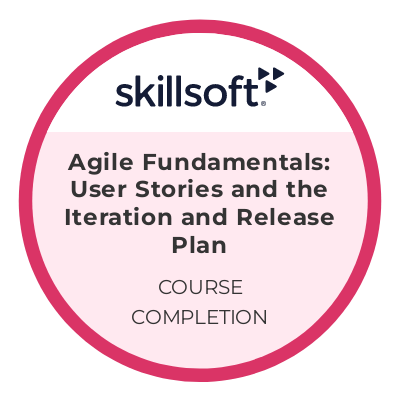 skillsoft®
Agile Fundamentals:
User Stories and the
Iteration and Release
Plan
COURSE
COMPLETION